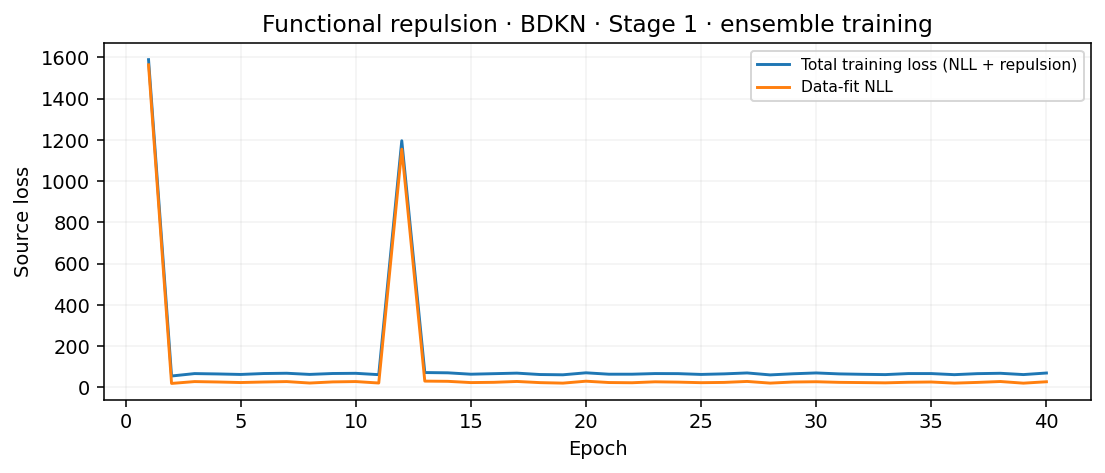 Functional repulsion · BDKN · Stage 1 · ensemble training
Total training loss (NLL + repulsion)
Data-fit NLL
Source loss
1600
1400
1200
1000
800
600
400
200
0
0 5 10 15 20 25 30 35 40
Epoch